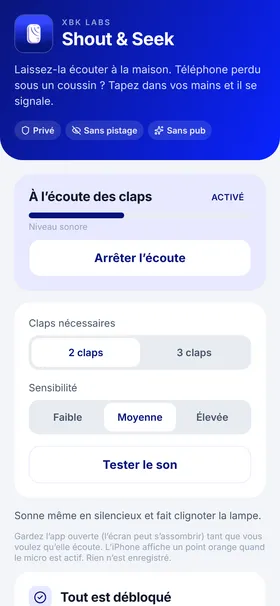 XBK LABS
Shout & Seek
Laissez-la écouter à la maison. Téléphone perdu
sous un coussin ? Tapez dans vos mains et il se
signale.
Privé
Sans pistage
Sans pub
À l’écoute des claps
ACTIVÉ
Niveau sonore
Arrêter l’écoute
Claps nécessaires
2 claps
3 claps
Sensibilité
Faible
Moyenne
Élevée
Tester le son
Sonne même en silencieux et fait clignoter la lampe.
Gardez l’app ouverte (l’écran peut s’assombrir) tant que vous
voulez qu’elle écoute. L’iPhone affiche un point orange quand
le micro est actif. Rien n’est enregistré.
Tout est débloqué